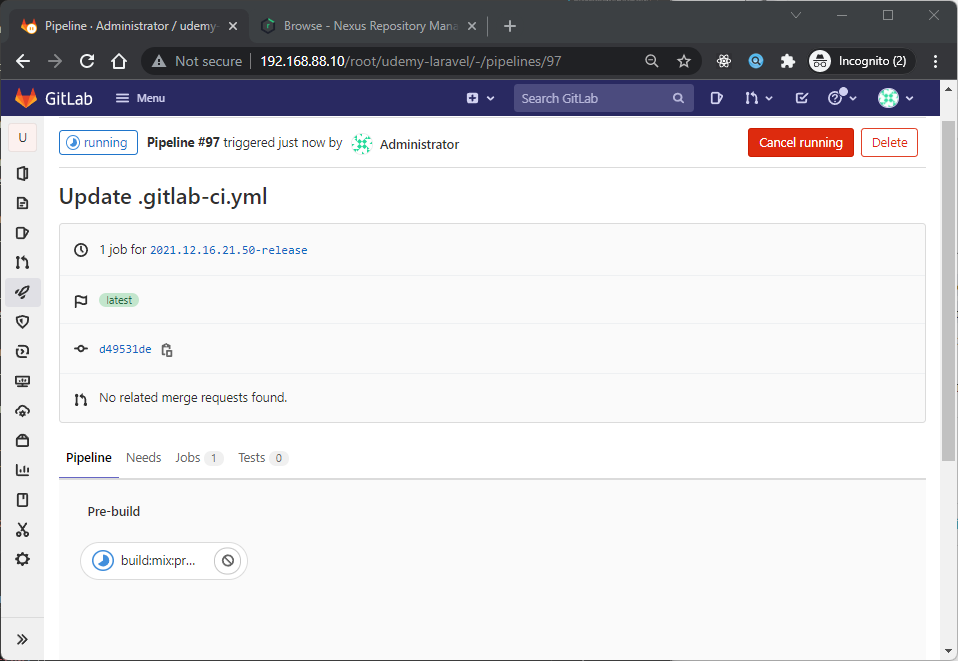 Pipeline · Administrator / udemy-
Browse - Nexus Repository Mana
Not secure
192.168.88.10/root/udemy-laravel/-/pipelines/97
Incognito (2)
GitLab
Menu
Search GitLab
U
running
Pipeline #97 triggered just now by
Administrator
Cancel running
Delete
Update .gitlab-ci.yml
1 job for 2021.12.16.21.50-release
latest
d49531de
No related merge requests found.
Pipeline
Needs
Jobs 1
Tests 0
Pre-build
build:mix:pr...